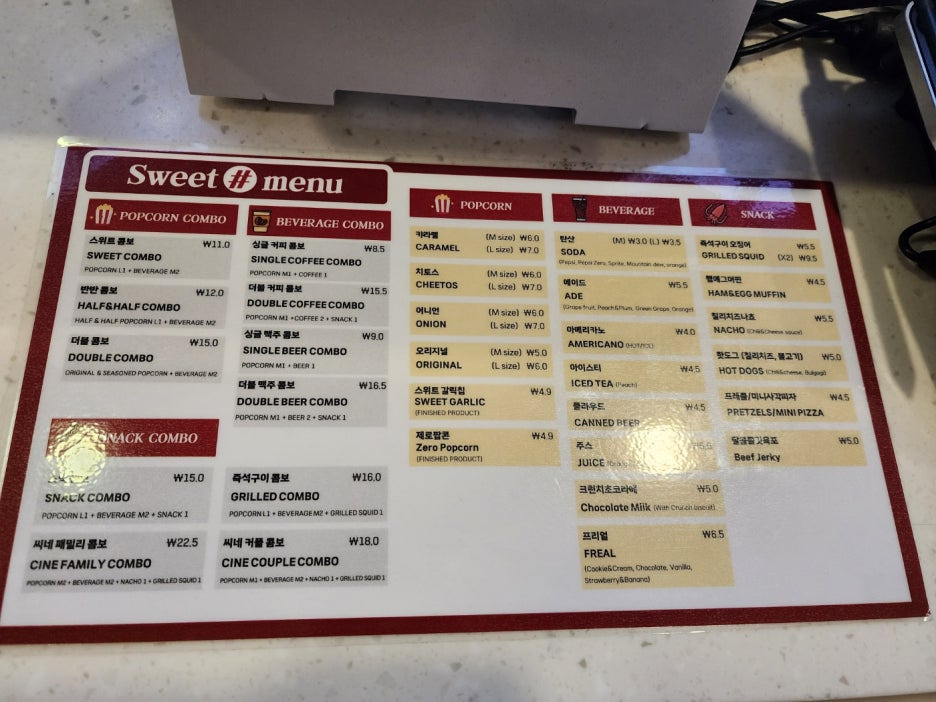 Sweet # menu
POPCORN COMBO
스위트 콤보 ₩11.0
SWEET COMBO
POPCORN L1 + BEVERAGE M2
반반 콤보 ₩12.0
HALF&HALF COMBO
HALF & HALF POPCORN L1 + BEVERAGE M2
더블 콤보 ₩15.0
DOUBLE COMBO
ORIGINAL & SEASONED POPCORN + BEVERAGE M2
BEVERAGE COMBO
싱글 커피 콤보 ₩8.5
SINGLE COFFEE COMBO
POPCORN M1 + COFFEE 1
더블 커피 콤보 ₩15.5
DOUBLE COFFEE COMBO
POPCORN M1 + COFFEE 2 + SNACK 1
싱글 맥주 콤보 ₩9.0
SINGLE BEER COMBO
POPCORN M1 + BEER 1
더블 맥주 콤보 ₩16.5
DOUBLE BEER COMBO
POPCORN M1 + BEER 2 + SNACK 1
SNACK COMBO
₩15.0
SNACK COMBO
POPCORN L1 + BEVERAGE M2 + SNACK 1
즉석구이 콤보 ₩16.0
GRILLED COMBO
POPCORN L1 + BEVERAGE M2 + GRILLED SQUID 1
씨네 패밀리 콤보 ₩22.5
CINE FAMILY COMBO
POPCORN M2 + BEVERAGE M2 + NACHO 1 + GRILLED SQUID 1
씨네 커플 콤보 ₩18.0
CINE COUPLE COMBO
POPCORN M1 + BEVERAGE M2 + NACHO 1 + GRILLED SQUID 1
POPCORN
카라멜 (M size) ₩6.0
CARAMEL (L size) ₩7.0
치토스 (M size) ₩6.0
CHEETOS (L size) ₩7.0
어니언 (M size) ₩6.0
ONION (L size) ₩7.0
오리지널 (M size) ₩5.0
ORIGINAL (L size) ₩6.0
스위트 갈릭칩 ₩4.9
SWEET GARLIC
(FINISHED PRODUCT)
제로팝콘 ₩4.9
Zero Popcorn
(FINISHED PRODUCT)
BEVERAGE
탄산 (M) ₩3.0 (L) ₩3.5
SODA
(Pepsi, Pepsi Zero, Sprite, Mountain dew, orange)
에이드 ₩5.5
ADE
(Grape fruit, Peach&Plum, Green Grape, Orange)
아메리카노 ₩4.0
AMERICANO (HOT/ICE)
아이스티 ₩4.5
ICED TEA (Peach)
클라우드 ₩4.5
CANNED BEER
주스
JUICE
크런치초코라떼 ₩5.0
Chocolate Milk (With Crunch biscuit)
프리얼 ₩6.5
FREAL
(Cookie&Cream, Chocolate, Vanilla,
Strawberry&Banana)
SNACK
즉석구이 오징어 ₩5.5
GRILLED SQUID (X2) ₩9.5
햄에그머핀 ₩4.5
HAM&EGG MUFFIN
칠리치즈나쵸 ₩5.5
NACHO (Chili&Cheese sauce)
핫도그 (칠리치즈, 불고기) ₩5.0
HOT DOGS (Chili&cheese, Bulgogi)
프레즐/미니사각피자 ₩4.5
PRETZELS/MINI PIZZA
₩5.0
Beef Jerky